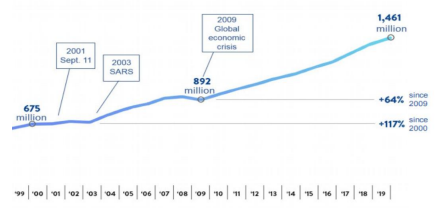 2009
Global
economic
crisis
1,461
million
2001
Sept. 11
2003
SARS
892
million
675
million
+64% since
2009
+117% since
2000
'99 '00 '01 '02 '03 '04 '05 '06 '07 '08 '09 '10 '11 '12 '13 '14 '15 '16 '17 '18 '19